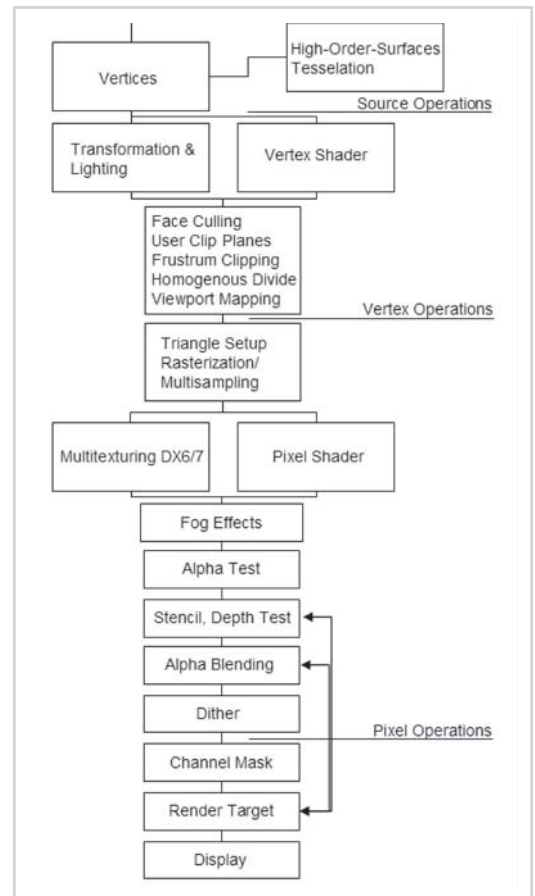 High-Order-Surfaces
Tesselation
Vertices
Source Operations
Transformation &
Lighting
Vertex Shader
Face Culling
User Clip Planes
Frustrum Clipping
Homogenous Divide
Viewport Mapping
Vertex Operations
Triangle Setup
Rasterization/
Multisampling
Multitexturing DX6/7
Pixel Shader
Fog Effects
Alpha Test
Stencil, Depth Test
Alpha Blending
Dither
Pixel Operations
Channel Mask
Render Target
Display